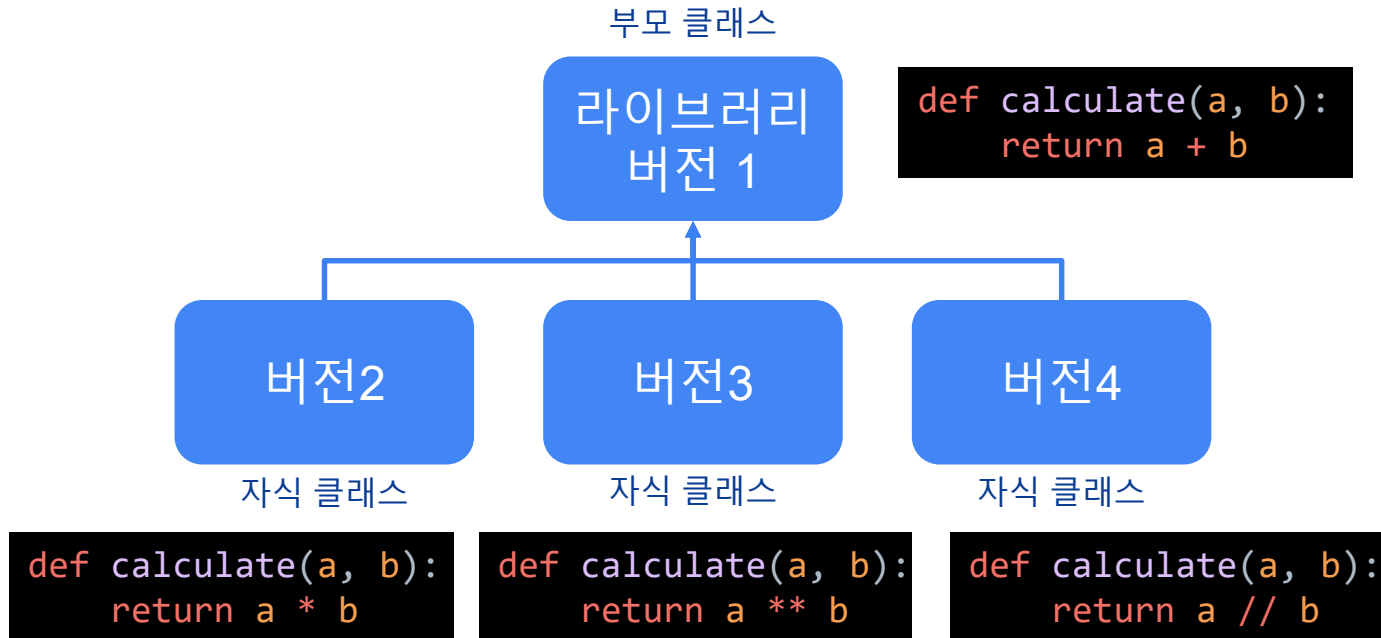 부모 클래스
라이브러리
버전 1
def calculate(a, b):
    return a + b
버전2
버전3
버전4
자식 클래스
자식 클래스
자식 클래스
def calculate(a, b):
    return a * b
def calculate(a, b):
    return a ** b
def calculate(a, b):
    return a // b